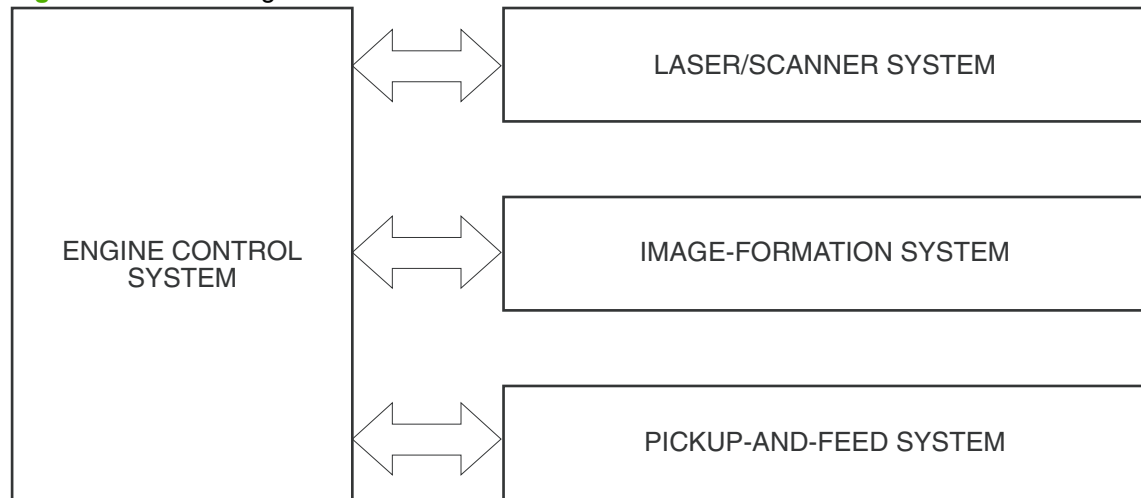 LASER/SCANNER SYSTEM
ENGINE CONTROL
SYSTEM
IMAGE-FORMATION SYSTEM
PICKUP-AND-FEED SYSTEM